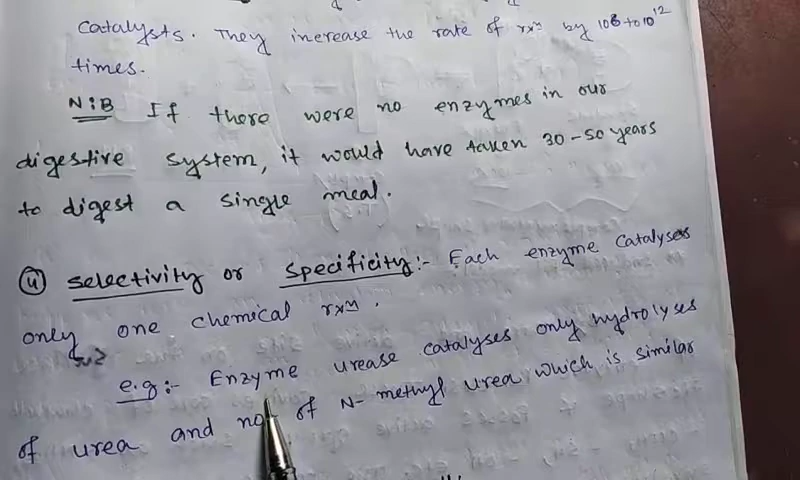 Catalysts. They increase the rate of rxn by 10⁸ to 10¹²
times.
N:B If there were no enzymes in our
digestive system, it would have taken 30-50 years
to digest a single meal.
(4) Selectivity or Specificity:- Each enzyme catalyses
only one chemical rxn.
e.g:- Enzyme urease catalyses only hydrolyses
of urea and no of N-methyl urea which is similar